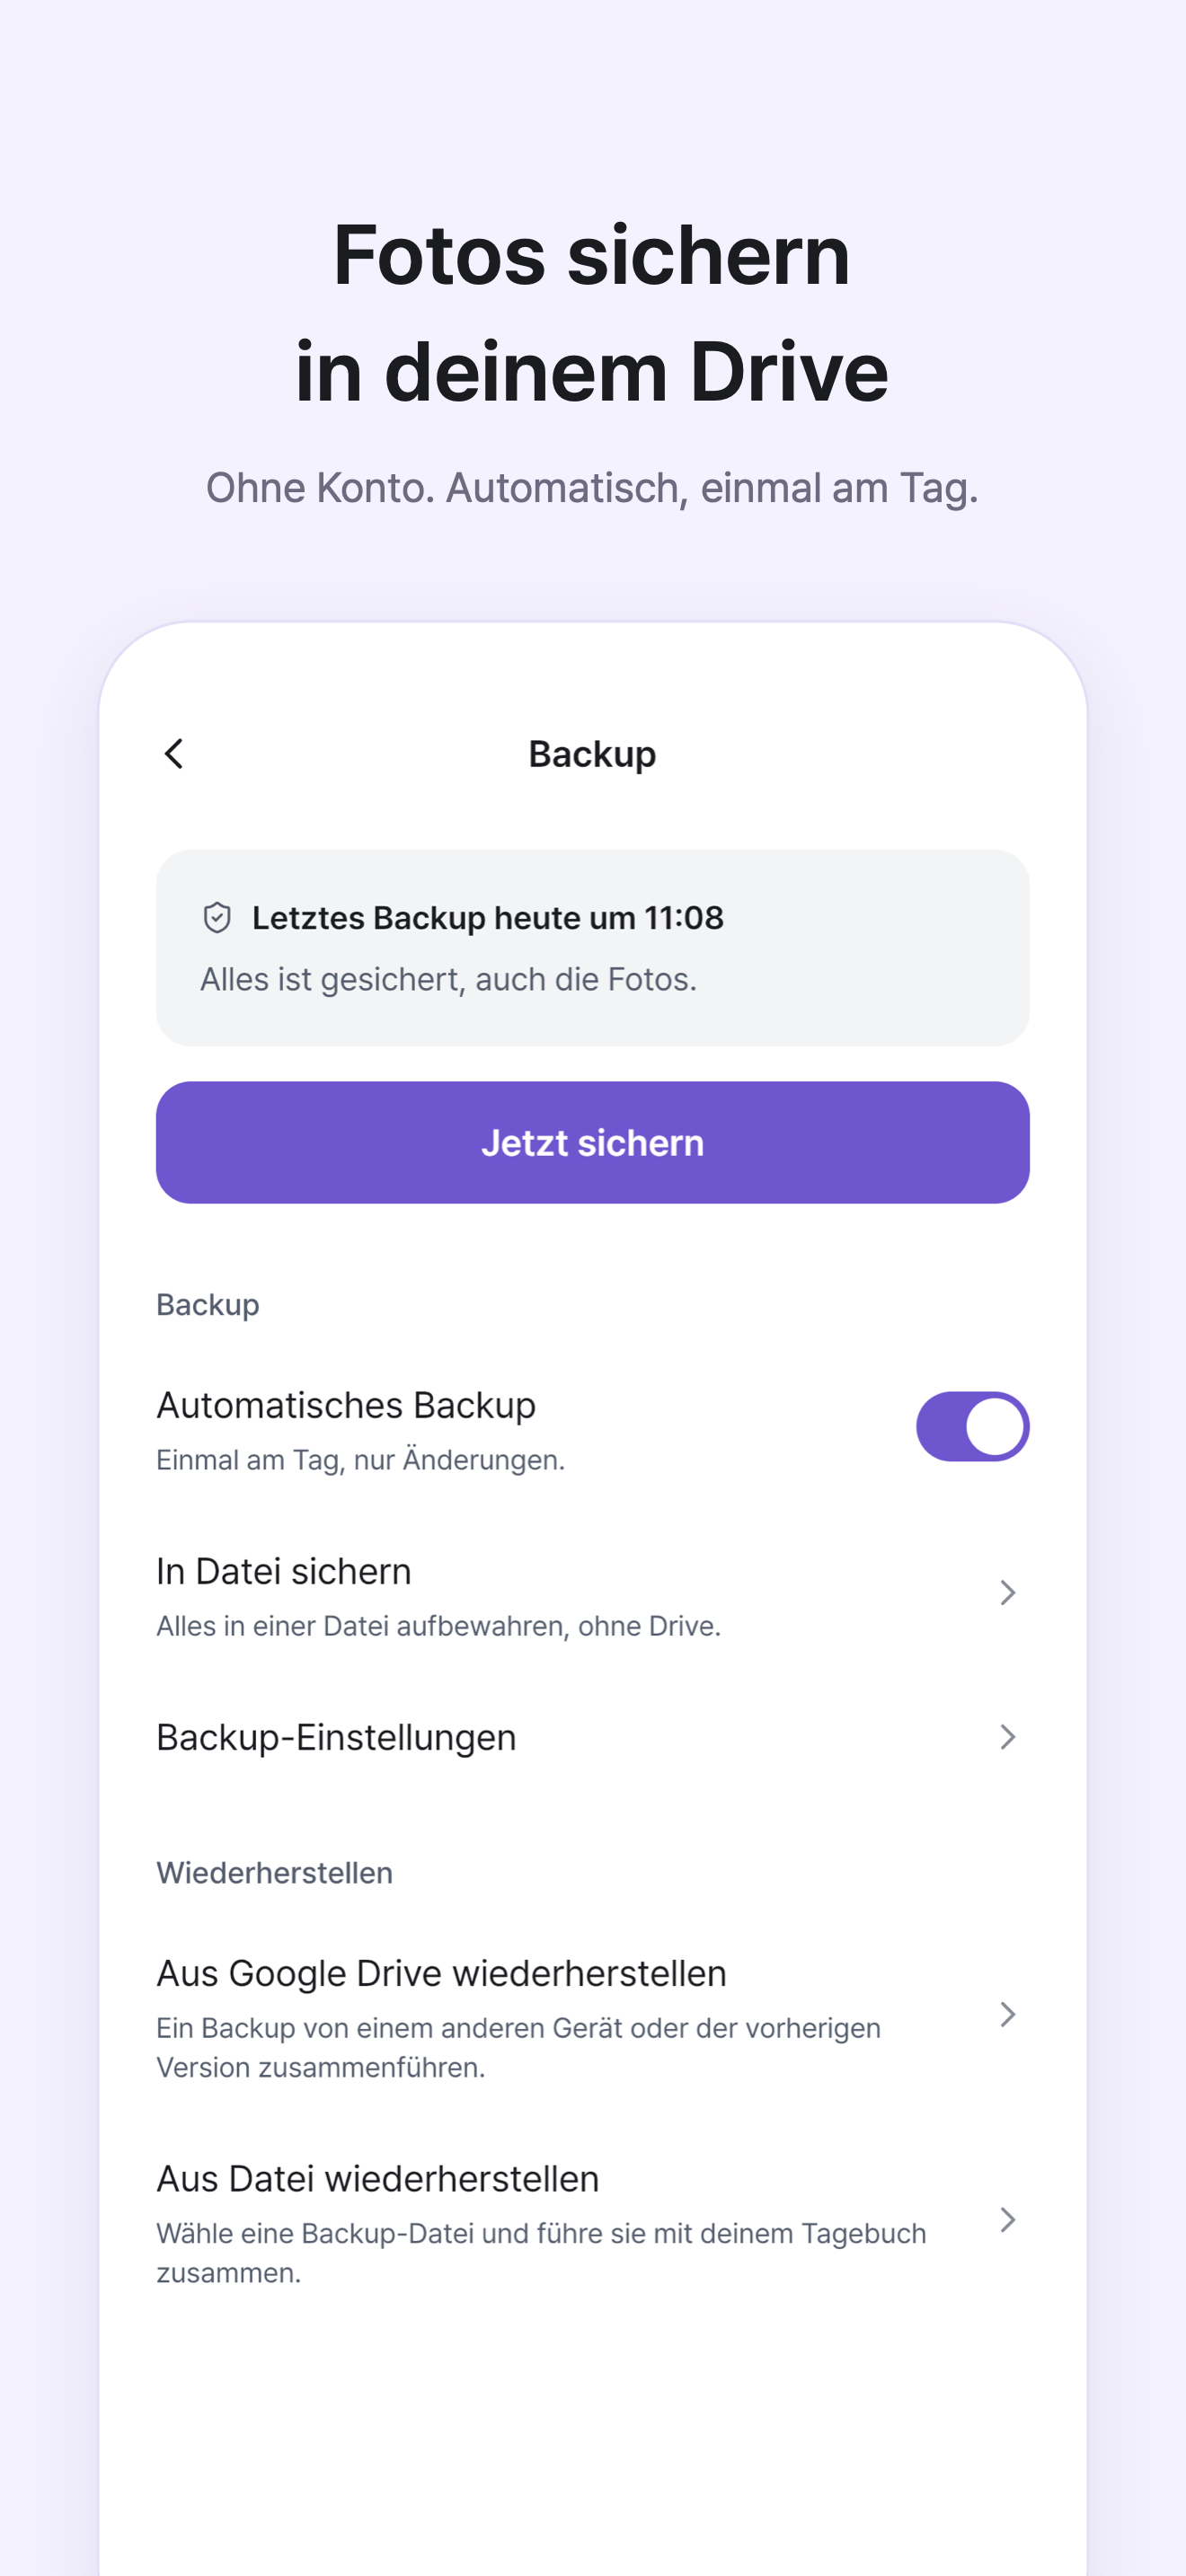 Fotos sichern
in deinem Drive
Ohne Konto. Automatisch, einmal am Tag.
Backup
Letztes Backup heute um 11:08
Alles ist gesichert, auch die Fotos.
Jetzt sichern
Backup
Automatisches Backup
Einmal am Tag, nur Änderungen.
In Datei sichern
Alles in einer Datei aufbewahren, ohne Drive.
Backup-Einstellungen
Wiederherstellen
Aus Google Drive wiederherstellen
Ein Backup von einem anderen Gerät oder der vorherigen
Version zusammenführen.
Aus Datei wiederherstellen
Wähle eine Backup-Datei und führe sie mit deinem Tagebuch
zusammen.